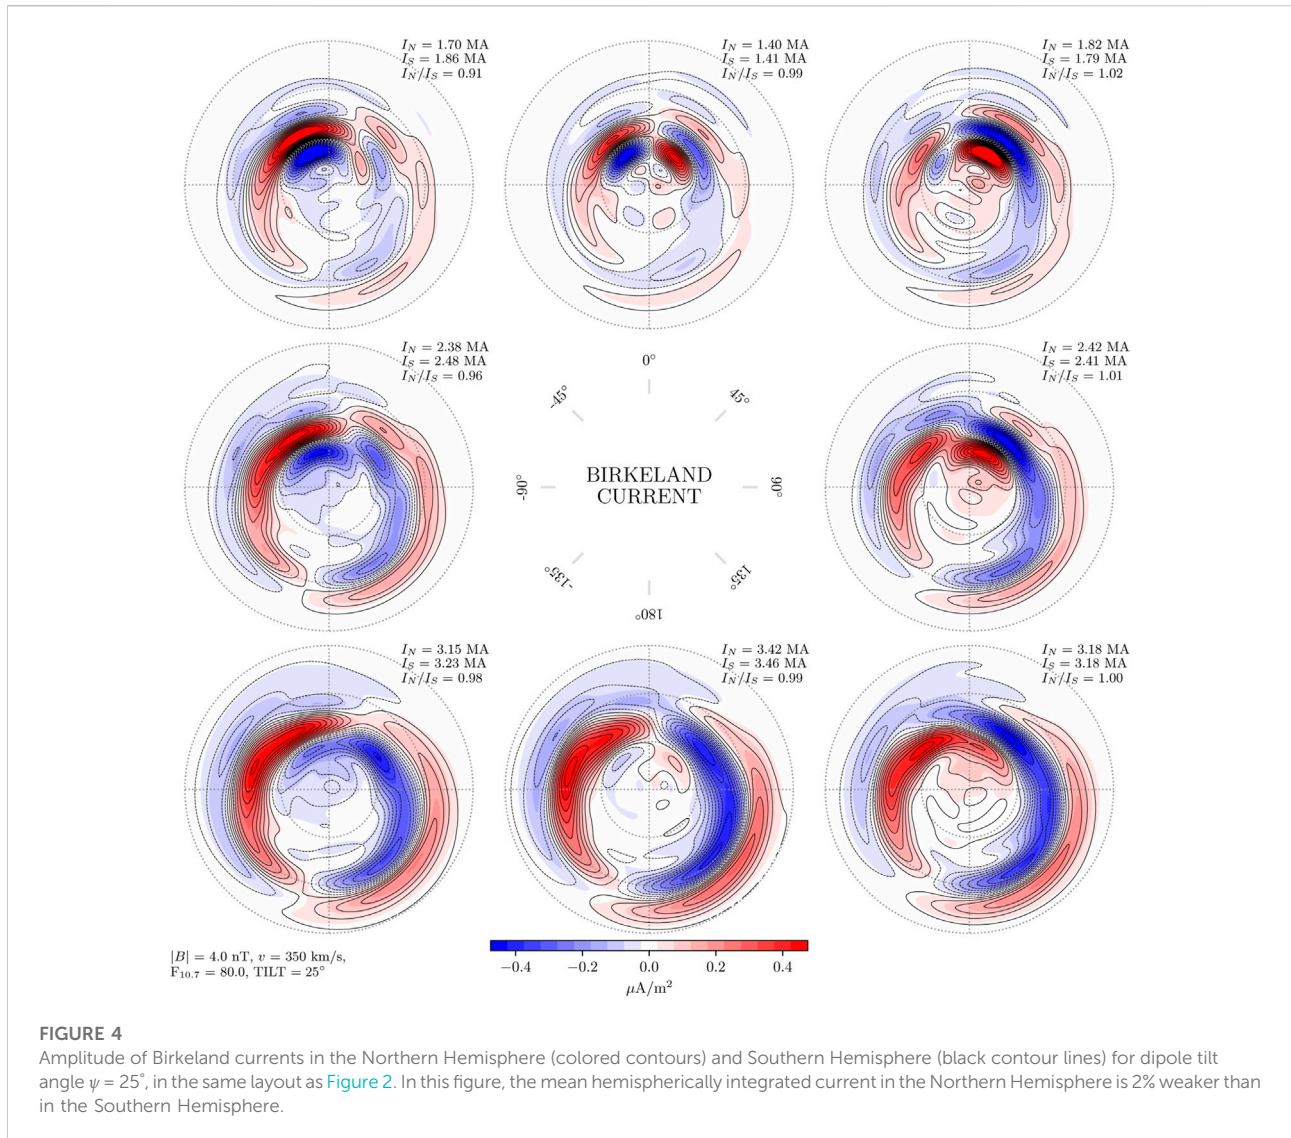 I_N = 1.70 MA
I_S = 1.86 MA
I_N/I_S = 0.91
I_N = 1.40 MA
I_S = 1.41 MA
I_N/I_S = 0.99
I_N = 1.82 MA
I_S = 1.79 MA
I_N/I_S = 1.02
I_N = 2.38 MA
I_S = 2.48 MA
I_N/I_S = 0.96
0°
-45°
45°
-90°
BIRKELAND
CURRENT
90°
-135°
135°
180°
I_N = 2.42 MA
I_S = 2.41 MA
I_N/I_S = 1.01
I_N = 3.15 MA
I_S = 3.23 MA
I_N/I_S = 0.98
I_N = 3.42 MA
I_S = 3.46 MA
I_N/I_S = 0.99
I_N = 3.18 MA
I_S = 3.18 MA
I_N/I_S = 1.00
|B| = 4.0 nT, v = 350 km/s,
F_10.7 = 80.0, TILT = 25°
−0.4 −0.2 0.0 0.2 0.4
μA/m²
FIGURE 4
Amplitude of Birkeland currents in the Northern Hemisphere (colored contours) and Southern Hemisphere (black contour lines) for dipole tilt
angle ψ = 25°, in the same layout as Figure 2. In this figure, the mean hemispherically integrated current in the Northern Hemisphere is 2% weaker than
in the Southern Hemisphere.